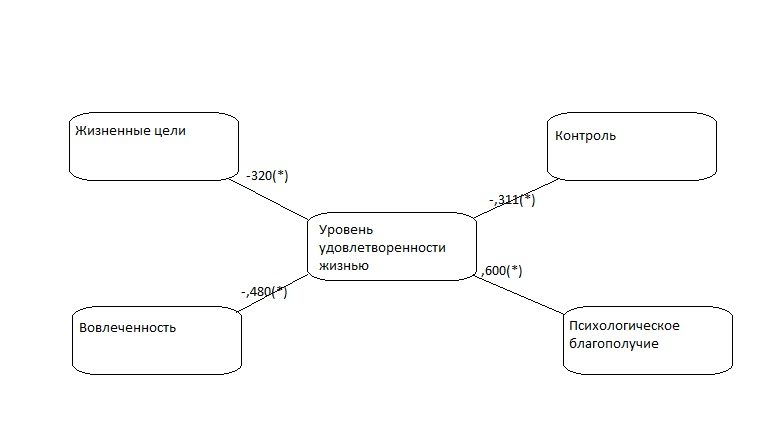 Жизненные цели
Контроль
-320(*)
-,311(*)
Уровень
удовлетворенности
жизнью
-,480(*)
,600(*)
Вовлеченность
Психологическое
благополучие